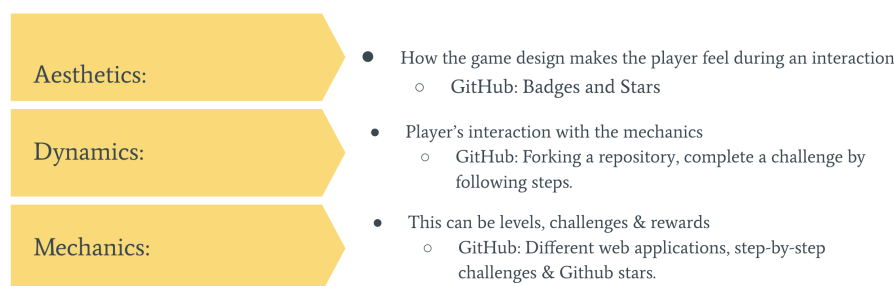 Aesthetics:
● How the game design makes the player feel during an interaction
○ GitHub: Badges and Stars
Dynamics:
● Player's interaction with the mechanics
○ GitHub: Forking a repository, complete a challenge by
following steps.
Mechanics:
● This can be levels, challenges & rewards
○ GitHub: Different web applications, step-by-step
challenges & Github stars.